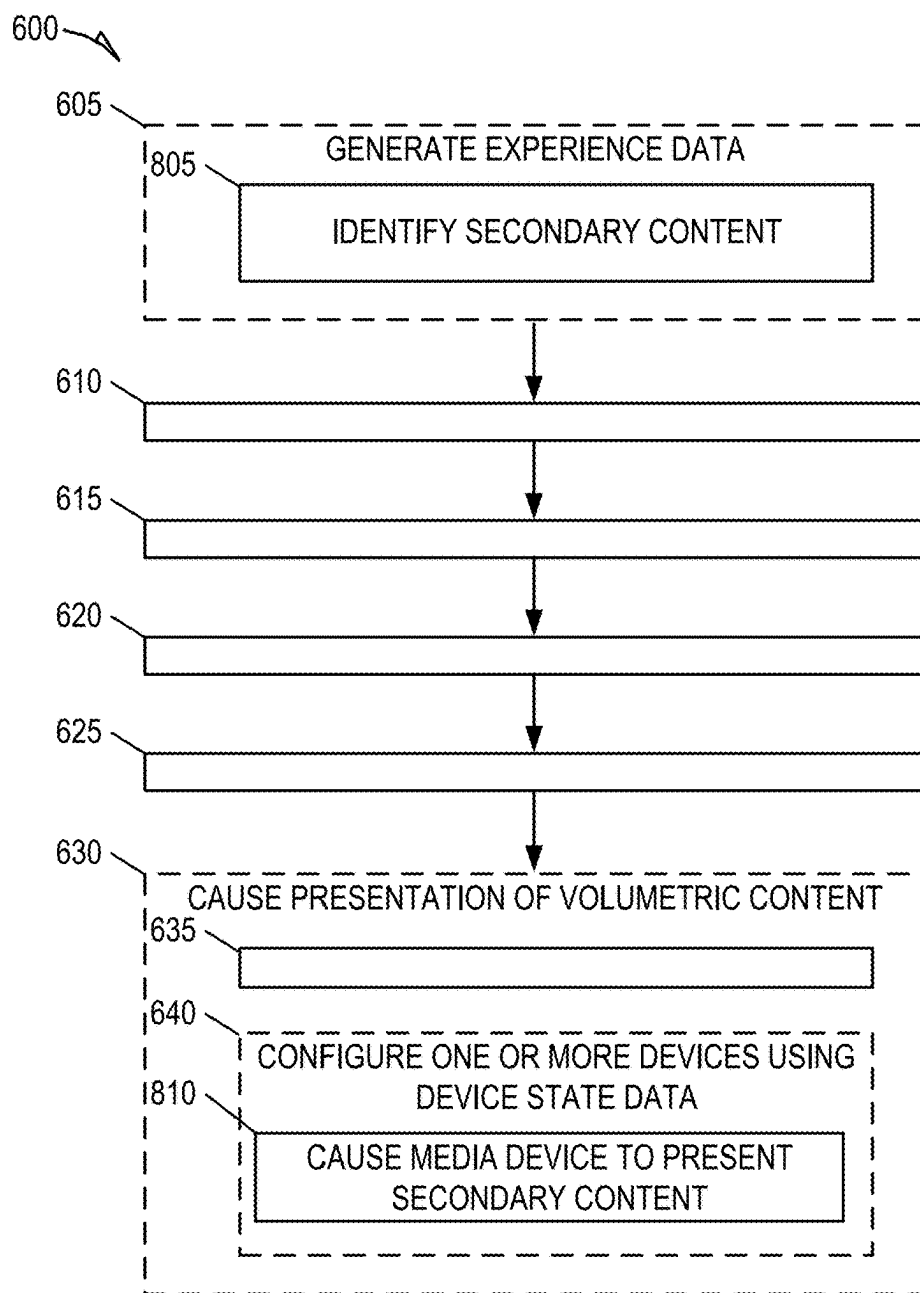 600
605
GENERATE EXPERIENCE DATA
805
IDENTIFY SECONDARY CONTENT
610
615
620
625
630
CAUSE PRESENTATION OF VOLUMETRIC CONTENT
635
640
CONFIGURE ONE OR MORE DEVICES USING
DEVICE STATE DATA
810
CAUSE MEDIA DEVICE TO PRESENT
SECONDARY CONTENT